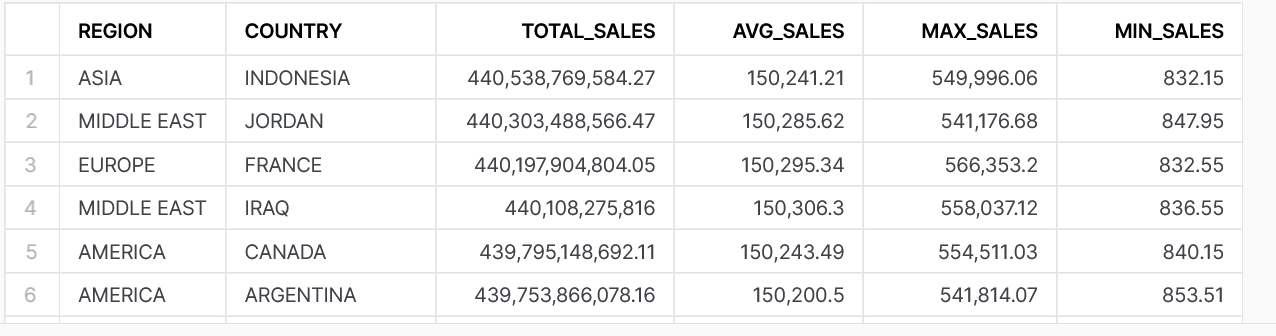 REGION COUNTRY TOTAL_SALES AVG_SALES MAX_SALES MIN_SALES
1 ASIA INDONESIA 440,538,769,584.27 150,241.21 549,996.06 832.15
2 MIDDLE EAST JORDAN 440,303,488,566.47 150,285.62 541,176.68 847.95
3 EUROPE FRANCE 440,197,904,804.05 150,295.34 566,353.2 832.55
4 MIDDLE EAST IRAQ 440,108,275,816 150,306.3 558,037.12 836.55
5 AMERICA CANADA 439,795,148,692.11 150,243.49 554,511.03 840.15
6 AMERICA ARGENTINA 439,753,866,078.16 150,200.5 541,814.07 853.51